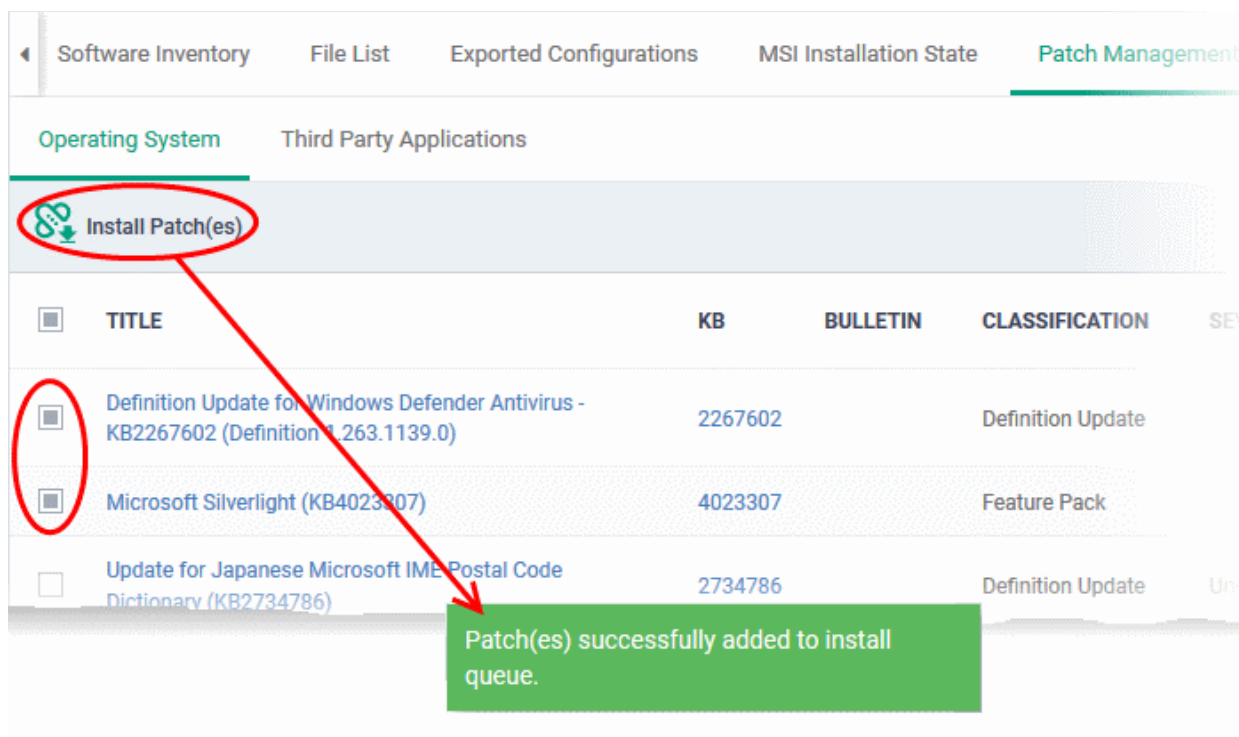 Software Inventory File List Exported Configurations MSI Installation State Patch Management
Operating System Third Party Applications
Install Patch(es)
TITLE KB BULLETIN CLASSIFICATION
Definition Update for Windows Defender Antivirus -
KB2267602 (Definition 1.263.1139.0) 2267602 Definition Update
Microsoft Silverlight (KB4023307) 4023307 Feature Pack
Update for Japanese Microsoft IME Postal Code
Dictionary (KB2734786) 2734786 Definition Update
Patch(es) successfully added to install
queue.